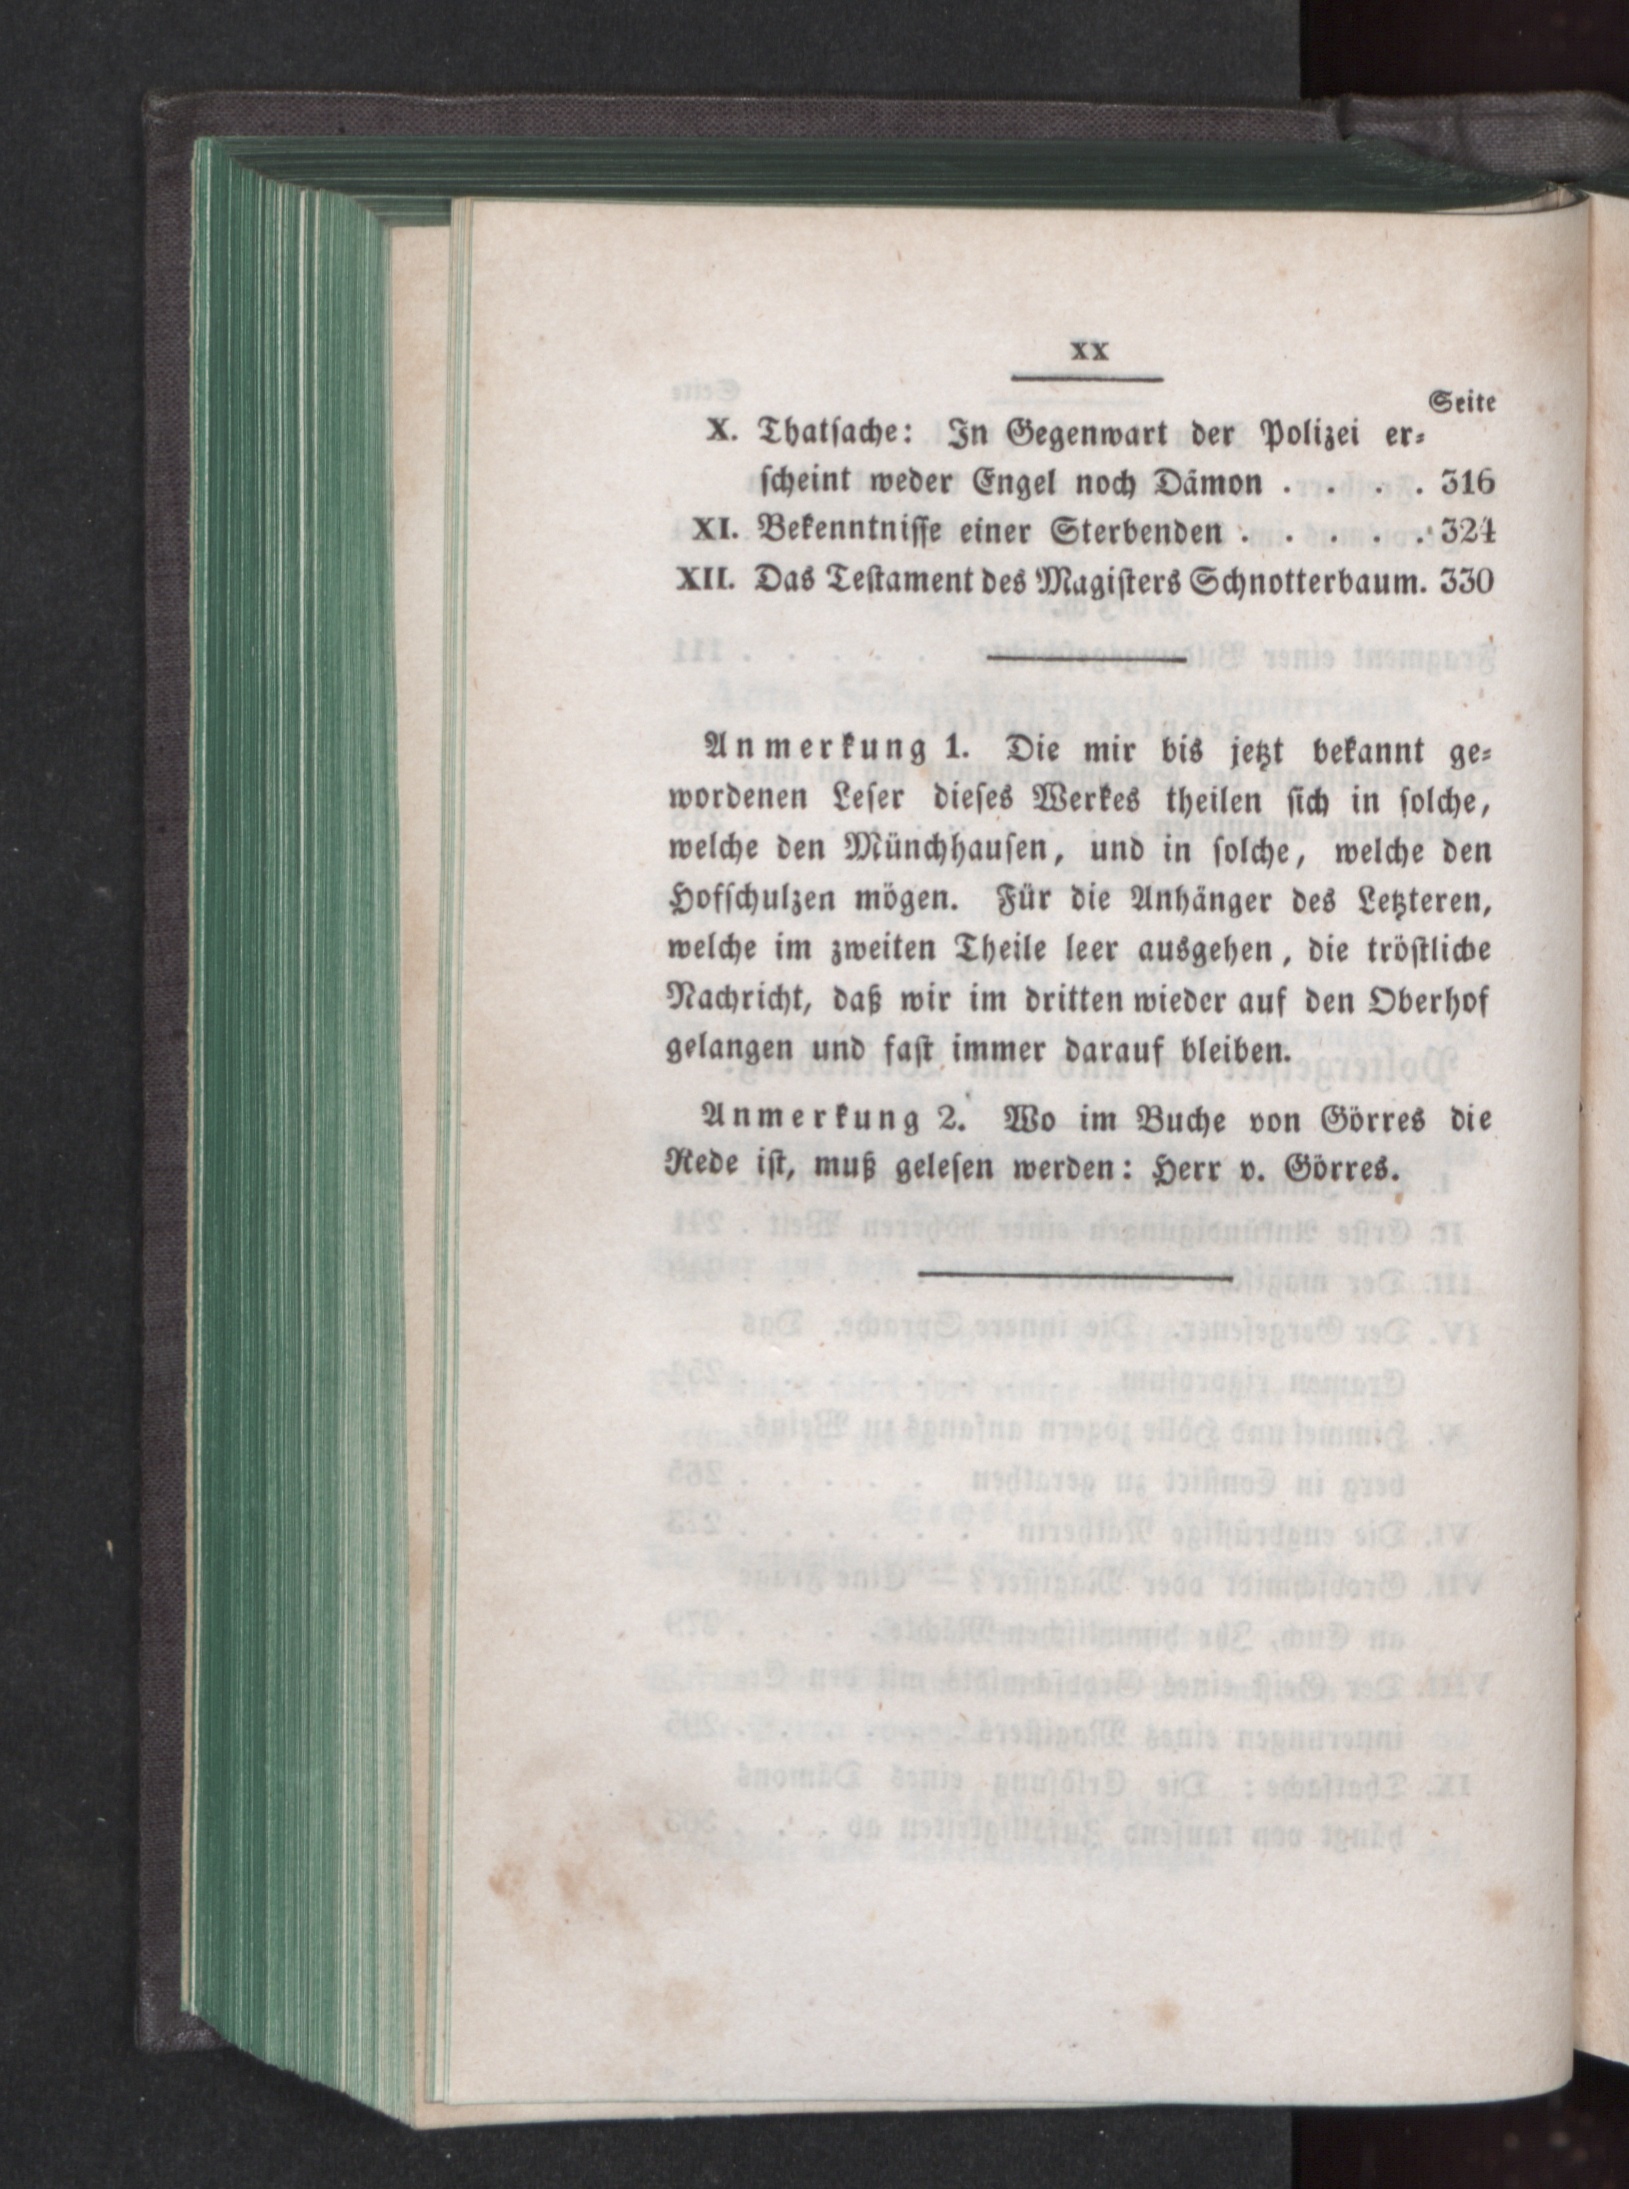 XX
Seite
X. Thatſache: In Gegenwart der Polizei er⸗
ſcheint weder Engel noch Dämon . . . . 316
XI. Bekenntniſſe einer Sterbenden . . . . . 324
XII. Das Teſtament des Magiſters Schnotterbaum. 330
Anmerkung 1. Die mir bis jetzt bekannt ge⸗
wordenen Leſer dieſes Werkes theilen ſich in ſolche,
welche den Münchhauſen, und in ſolche, welche den
Hofſchulzen mögen. Für die Anhänger des Letzteren,
welche im zweiten Theile leer ausgehen, die tröſtliche
Nachricht, daß wir im dritten wieder auf den Oberhof
gelangen und faſt immer darauf bleiben.
Anmerkung 2. Wo im Buche von Görres die
Rede iſt, muß geleſen werden: Herr v. Görres.